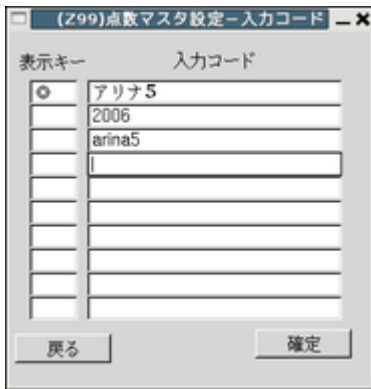 (Z99)点数マスタ設定−入力コード
表示キー 入力コード
◎ アリナ5
2006
arina5
戻る 確定